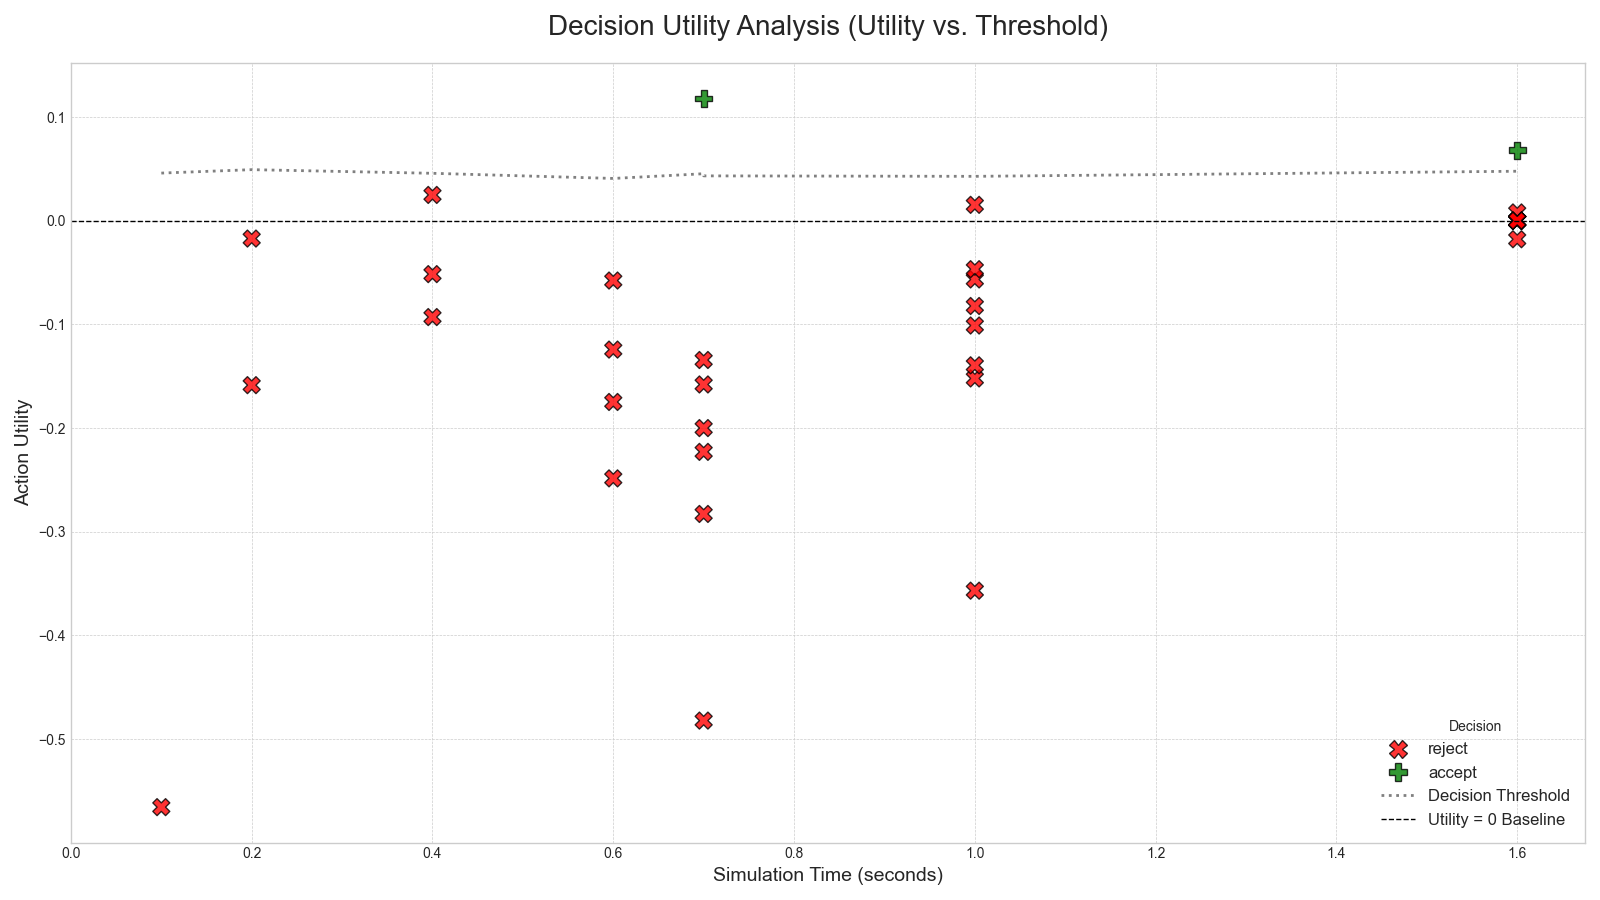 Decision Utility Analysis (Utility vs. Threshold)
Action Utility
0.1
0.0
−0.1
−0.2
−0.3
−0.4
−0.5
0.0 0.2 0.4 0.6 0.8 1.0 1.2 1.4 1.6
Simulation Time (seconds)
Decision
reject
accept
Decision Threshold
Utility = 0 Baseline